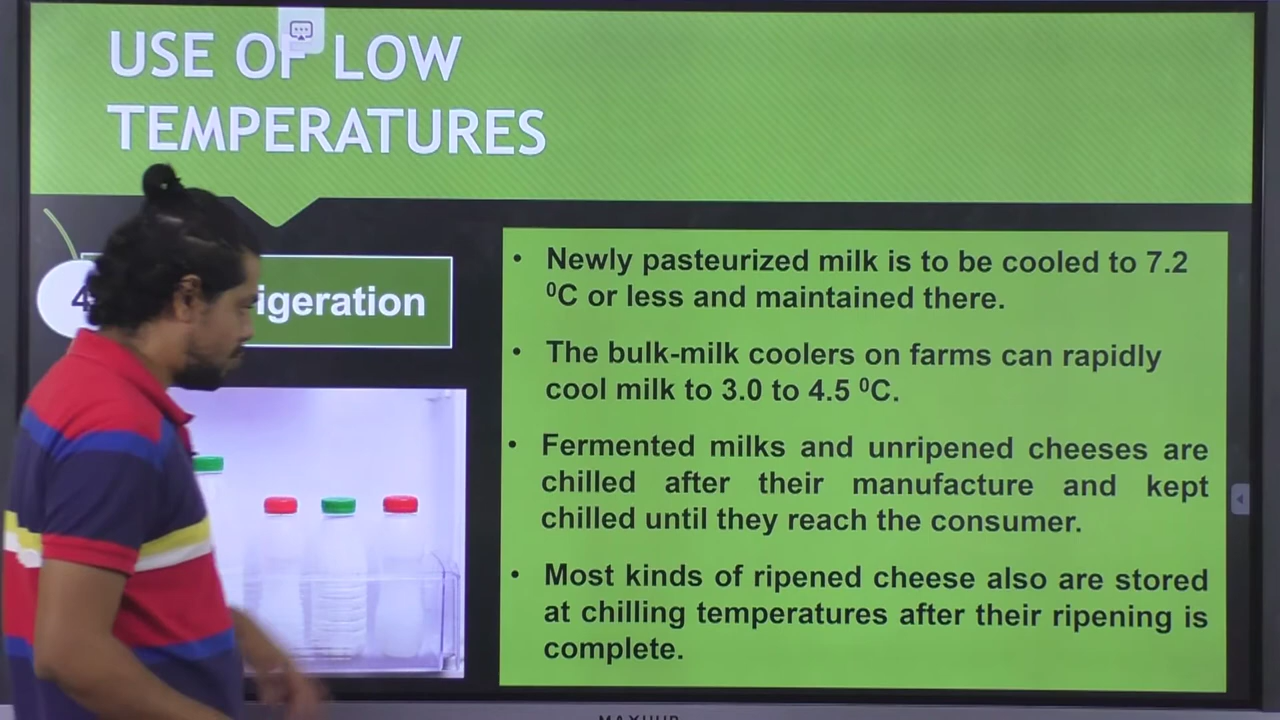 USE OF LOW
TEMPERATURES
4
igeration
• Newly pasteurized milk is to be cooled to 7.2
⁰C or less and maintained there.
• The bulk-milk coolers on farms can rapidly
cool milk to 3.0 to 4.5 ⁰C.
• Fermented milks and unripened cheeses are
chilled after their manufacture and kept
chilled until they reach the consumer.
• Most kinds of ripened cheese also are stored
at chilling temperatures after their ripening is
complete.